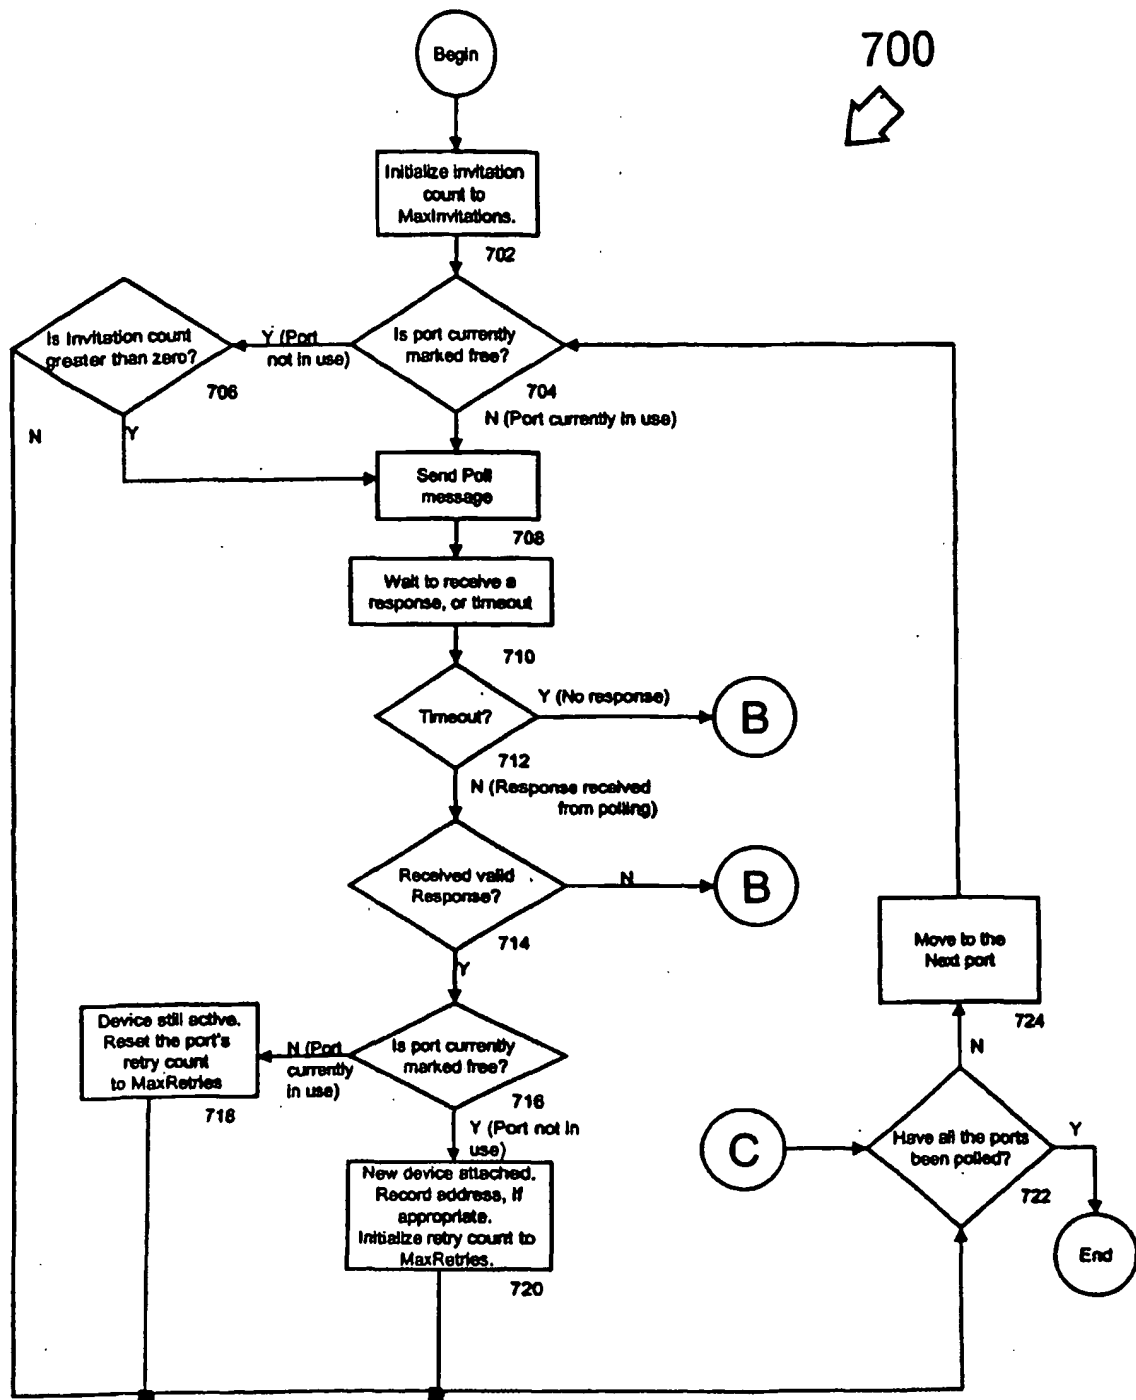 Begin
700
Initialize invitation
count to
MaxInvitations.
702
Is Invitation count
greater than zero?
706
Y (Port
not in use)
Is port currently
marked free?
704
N
Y
N (Port currently in use)
Send Poll
message
708
Wait to receive a
response, or timeout
710
Timeout?
712
Y (No response)
B
N (Response received
from polling)
Received valid
Response?
714
N
B
Y
Move to the
Next port
724
Device still active.
Reset the port's
retry count
to MaxRetries
718
N (Port
currently
in use)
Is port currently
marked free?
716
Y (Port not in
use)
N
C
Have all the ports
been polled?
722
Y
End
New device attached.
Record address, if
appropriate.
Initialize retry count to
MaxRetries.
720